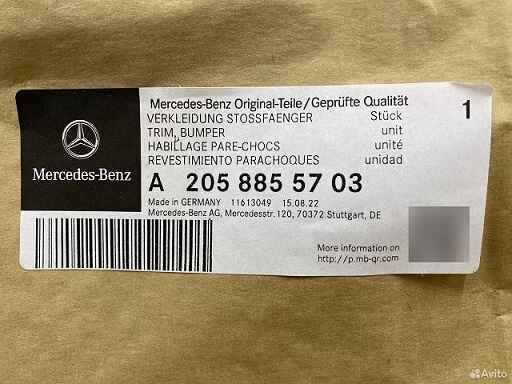 Mercedes-Benz Original-Teile/Geprüfte Qualität
VERKLEIDUNG STOSSFAENGER Stück 1
TRIM, BUMPER unit
HABILLAGE PARE-CHOCS unité
REVESTIMIENTO PARACHOQUES unidad
Mercedes-Benz
A 205 885 57 03
Made in GERMANY 11613049 15.08.22
Mercedes-Benz AG, Mercedesstr. 120, 70372 Stuttgart, DE
More information on
http://p.mb-qr.com
Avito